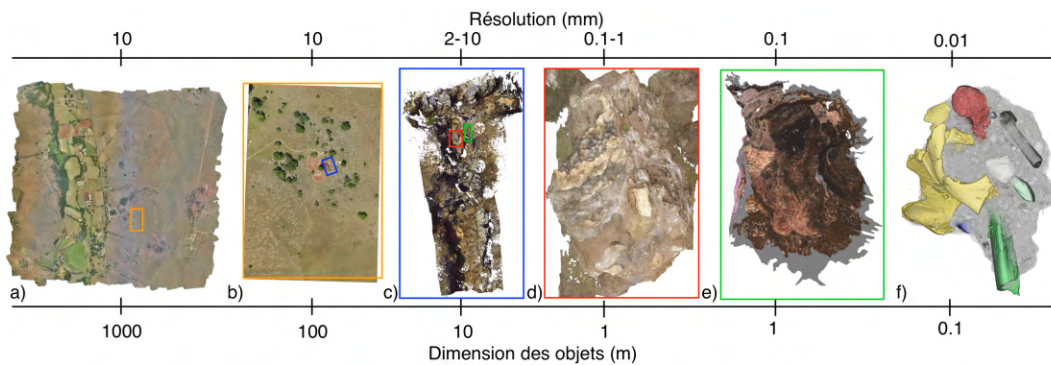 Résolution (mm)
10 10 2-10 0.1-1 0.1 0.01
a) b) c) d) e) f)
1000 100 10 1 1 0.1
Dimension des objets (m)